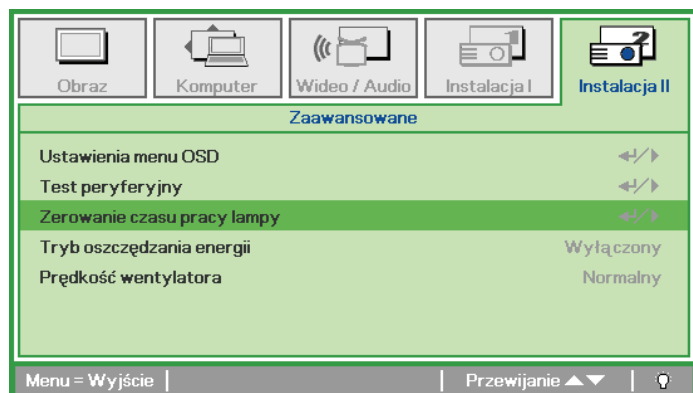 Obraz
Komputer
Wideo / Audio
Instalacja I
Instalacja II
Zaawansowane
Ustawienia menu OSD
Test peryferyjny
Zerowanie czasu pracy lampy
Tryb oszczędzania energii Wyłączony
Prędkość wentylatora Normalny
Menu = Wyjście | | Przewijanie ▲▼ |